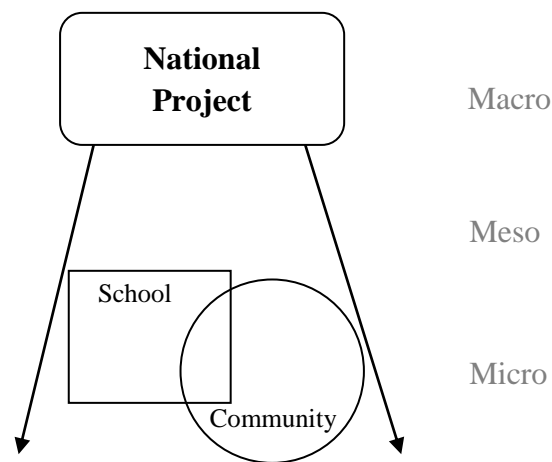 National
Project
Macro
Meso
School
Micro
Community